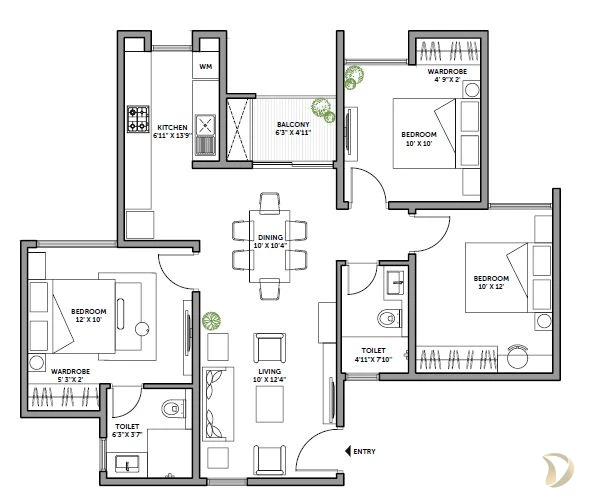 WM
WARDROBE
4' 9"X 2'
KITCHEN
6'11" X 13'9"
BALCONY
6'3" X 4'11"
BEDROOM
10' X 10'
DINING
10' X 10'4"
BEDROOM
10' X 12'
BEDROOM
12' X 10'
TOILET
4'11"X 7'10"
LIVING
10' X 12'4"
WARDROBE
5' 3"X 2'
TOILET
6'3" X 3'7"
ENTRY